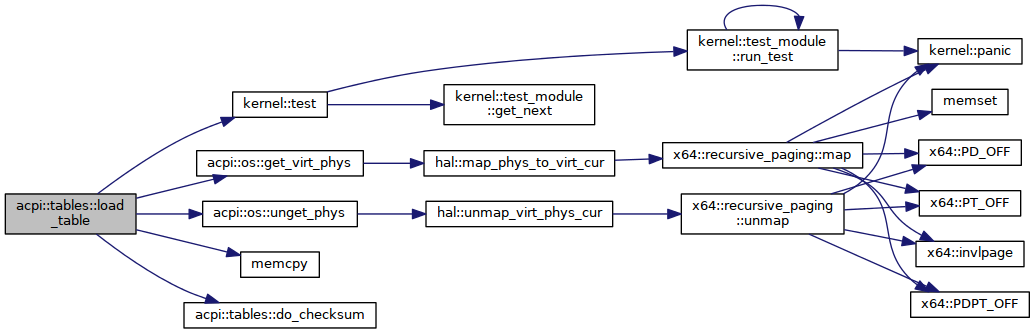 acpi::tables::load
_table
kernel::test
acpi::os::get_virt_phys
acpi::os::unget_phys
memcpy
acpi::tables::do_checksum
kernel::test_module
::get_next
hal::map_phys_to_virt_cur
hal::unmap_virt_phys_cur
kernel::test_module
::run_test
x64::recursive_paging::map
x64::recursive_paging
::unmap
kernel::panic
memset
x64::PD_OFF
x64::PT_OFF
x64::invlpage
x64::PDPT_OFF